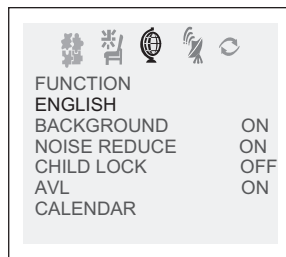 FUNCTION
ENGLISH
BACKGROUND ON
NOISE REDUCE ON
CHILD LOCK OFF
AVL ON
CALENDAR